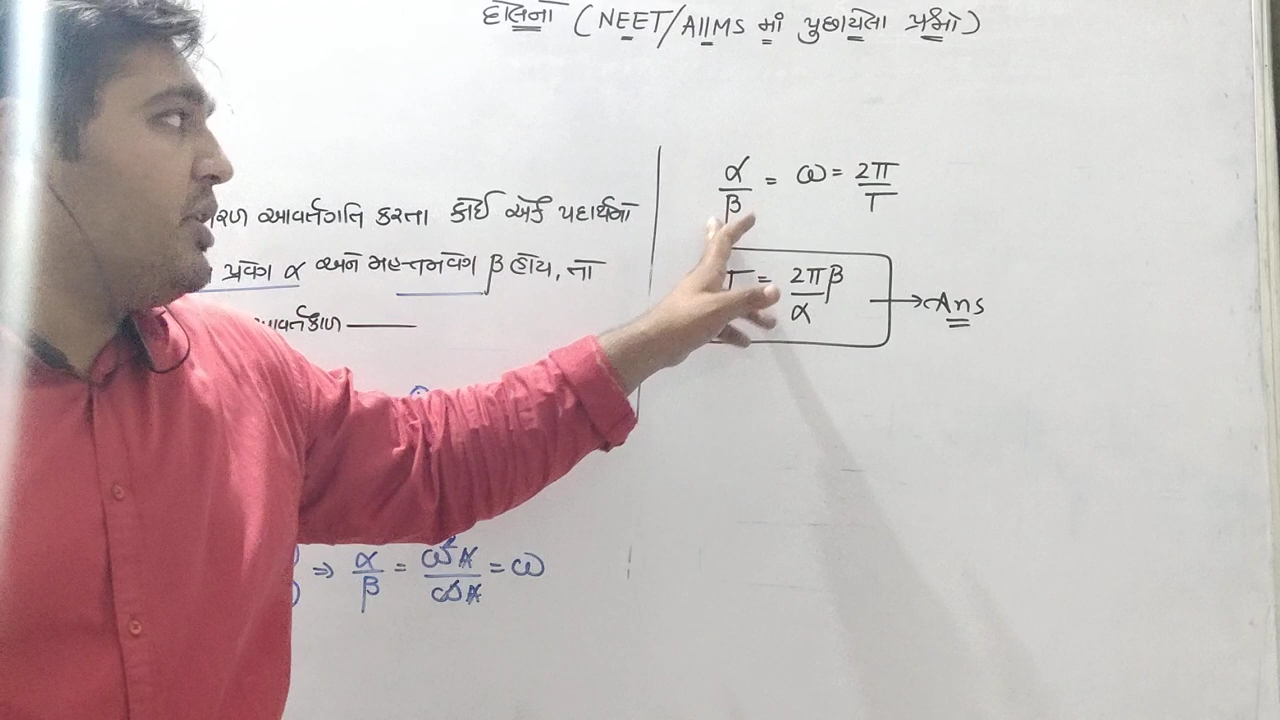 દોલનો (NEET/AIIMS માં પુછાયેલા પ્રશ્નો)
આવર્તગતિ કરતા કોઈ એક પદાર્થનો
પ્રવેગ α અને મહત્તમવેગ β હોય, તો
આવર્તકાળ ———
⇒ α/β = ω²A/ωA = ω
α/β = ω = 2π/T
T = 2πβ/α → Ans